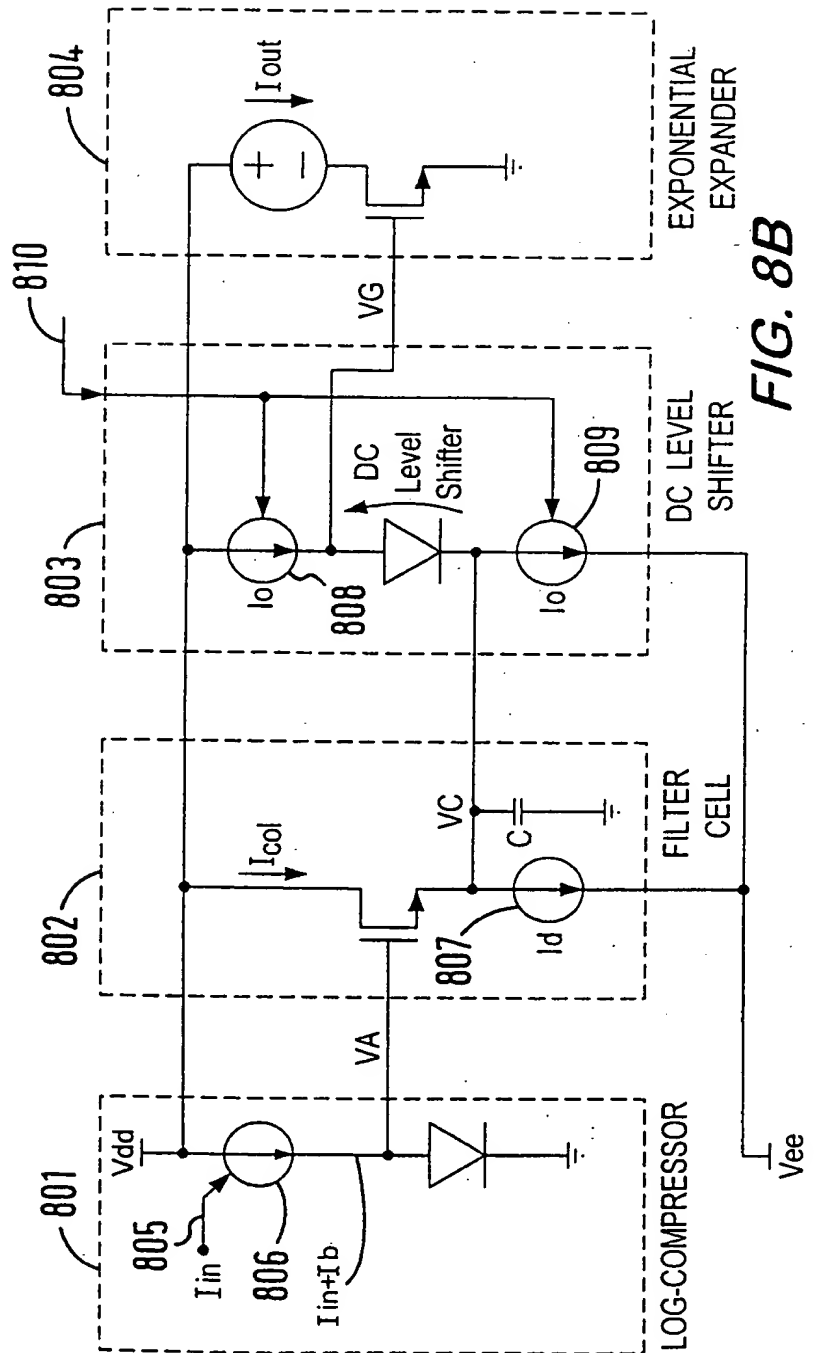 801
Vdd
805
Iin
806
Iin+Ib
LOG-COMPRESSOR
VA
802
Icol
VC
C
807
Id
FILTER
CELL
803
810
Io
808
DC
Level
Shifter
VG
Io
809
DC LEVEL
SHIFTER
804
Iout
+
−
EXPONENTIAL
EXPANDER
Vee
FIG. 8B